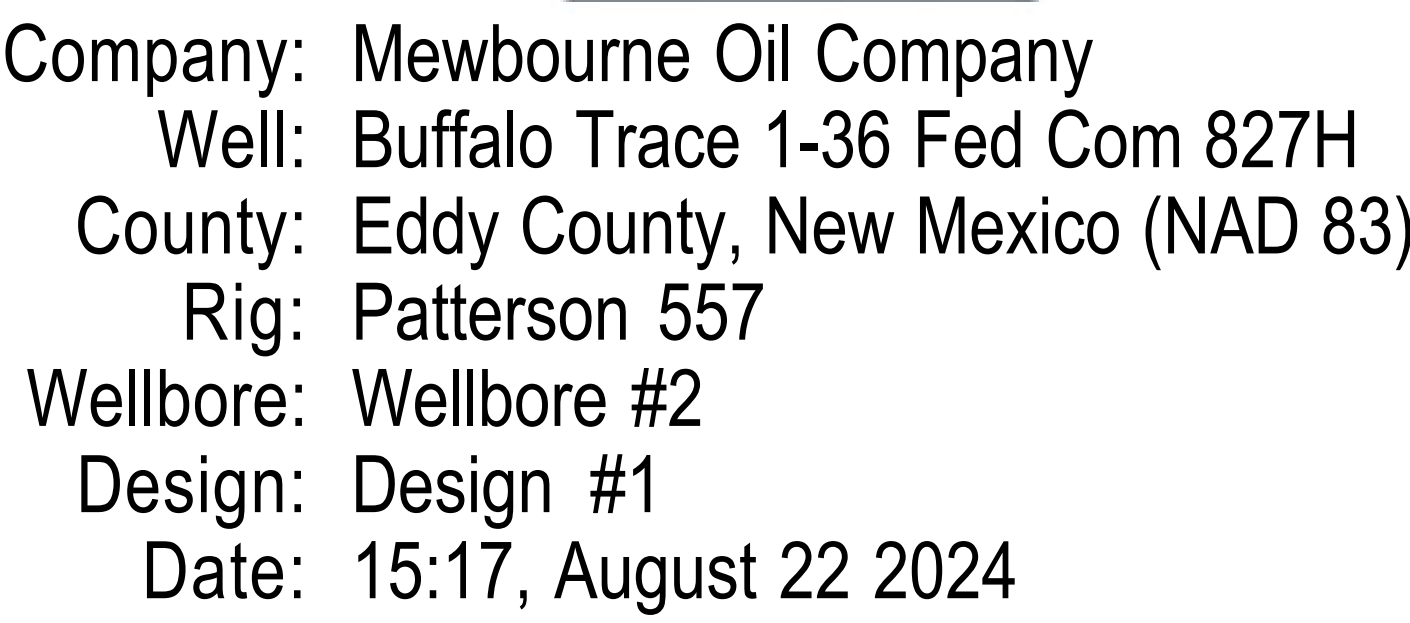 Company: Mewbourne Oil Company
Well: Buffalo Trace 1-36 Fed Com 827H
County: Eddy County, New Mexico (NAD 83)
Rig: Patterson 557
Wellbore: Wellbore #2
Design: Design #1
Date: 15:17, August 22 2024